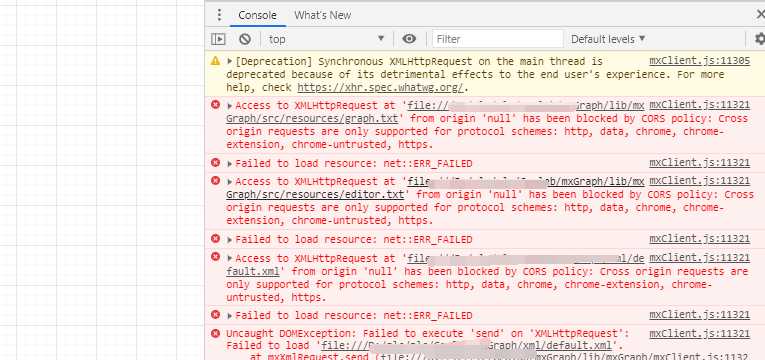 Console What's New
top Filter Default levels
[Deprecation] Synchronous XMLHttpRequest on the main thread is mxClient.js:11305
deprecated because of its detrimental effects to the end user's experience. For more
help, check https://xhr.spec.whatwg.org/.
Access to XMLHttpRequest at 'file:// mxGraph/lib/mx mxClient.js:11321
Graph/src/resources/graph.txt' from origin 'null' has been blocked by CORS policy: Cross
origin requests are only supported for protocol schemes: http, data, chrome, chrome-
extension, chrome-untrusted, https.
Failed to load resource: net::ERR_FAILED mxClient.js:11321
Access to XMLHttpRequest at 'file:// /mxGraph/lib/mx mxClient.js:11321
Graph/src/resources/editor.txt' from origin 'null' has been blocked by CORS policy: Cross
origin requests are only supported for protocol schemes: http, data, chrome, chrome-
extension, chrome-untrusted, https.
Failed to load resource: net::ERR_FAILED mxClient.js:11321
Access to XMLHttpRequest at 'file:// /de mxClient.js:11321
fault.xml' from origin 'null' has been blocked by CORS policy: Cross origin requests are
only supported for protocol schemes: http, data, chrome, chrome-extension, chrome-
untrusted, https.
Failed to load resource: net::ERR_FAILED mxClient.js:11321
Uncaught DOMException: Failed to execute 'send' on 'XMLHttpRequest': mxClient.js:11321
Failed to load 'file:/// Graph/xml/default.xml'.
at mxXmlRequest.send (file:/// Graph/lib/mxGraph/mxClient.js:1132